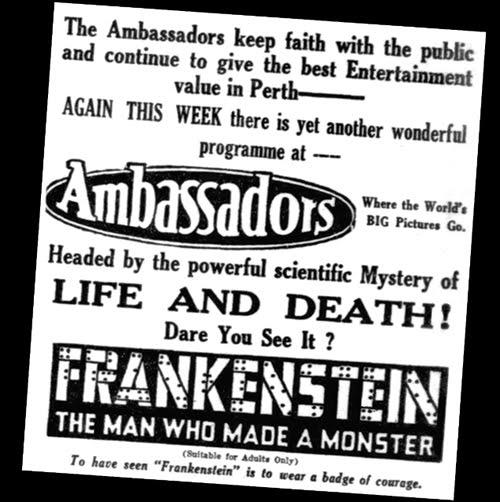 The Ambassadors keep faith with the public
and continue to give the best Entertainment
value in Perth——
AGAIN THIS WEEK there is yet another wonderful
programme at ——
Ambassadors
Where the World's
BIG Pictures Go.
Headed by the powerful scientific Mystery of
LIFE AND DEATH!
Dare You See It ?
FRANKENSTEIN
THE MAN WHO MADE A MONSTER
(Suitable for Adults Only)
To have seen "Frankenstein" is to wear a badge of courage.